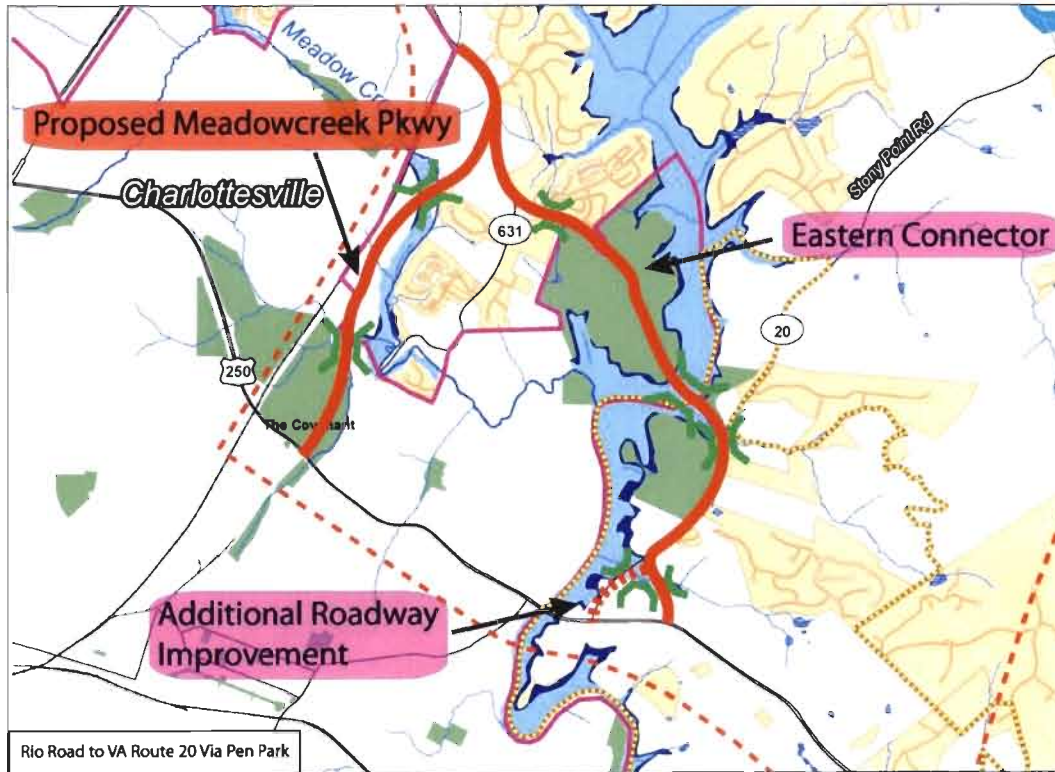 Meadow Cre
Proposed Meadowcreek Pkwy
Charlottesville
Stony Point Rd
631
Eastern Connector
20
250
The Covenant
Additional Roadway
Improvement
Rio Road to VA Route 20 Via Pen Park